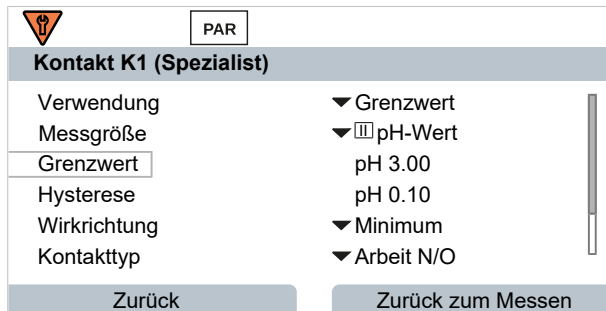 PAR
Kontakt K1 (Spezialist)
Verwendung Grenzwert
Messgröße II pH-Wert
Grenzwert pH 3.00
Hysterese pH 0.10
Wirkrichtung Minimum
Kontakttyp Arbeit N/O
Zurück Zurück zum Messen